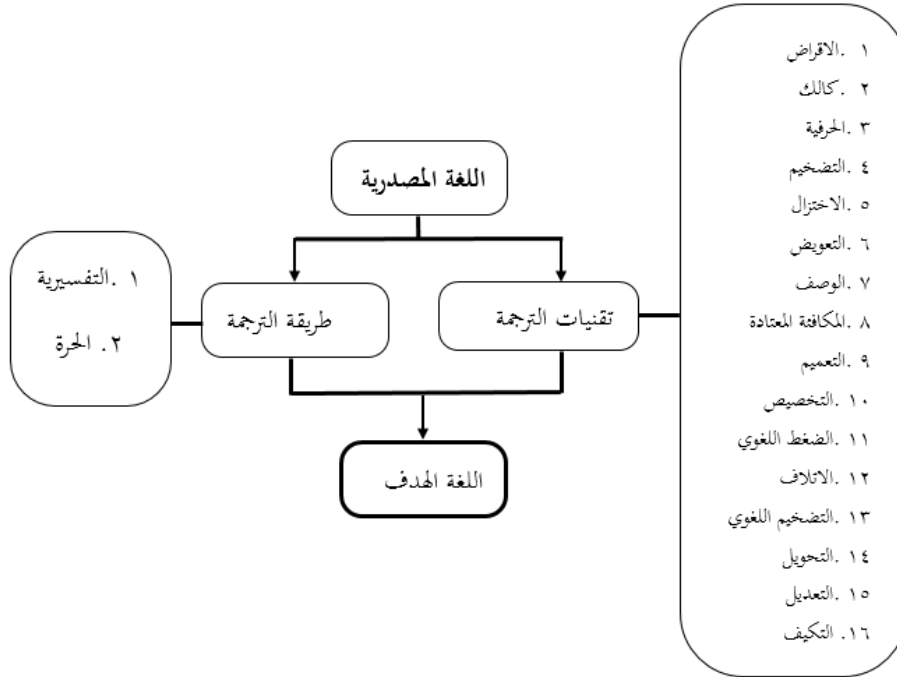 اللغة المصدرية
تقنيات الترجمة
طريقة الترجمة
١ .الاقراض
٢ .كالك
٣ .الحرفية
٤ .التضخيم
٥ .الاختزال
٦ .التعويض
٧ .الوصف
٨ .المكافئة المعتادة
٩ .التعميم
١٠ .التخصيص
١١ .الضغط اللغوي
١٢ .الاتلاف
١٣ .التضخيم اللغوي
١٤ .التحويل
١٥ .التعديل
١٦. التكيف
١ .التفسيرية
٢. الحرة
اللغة الهدف